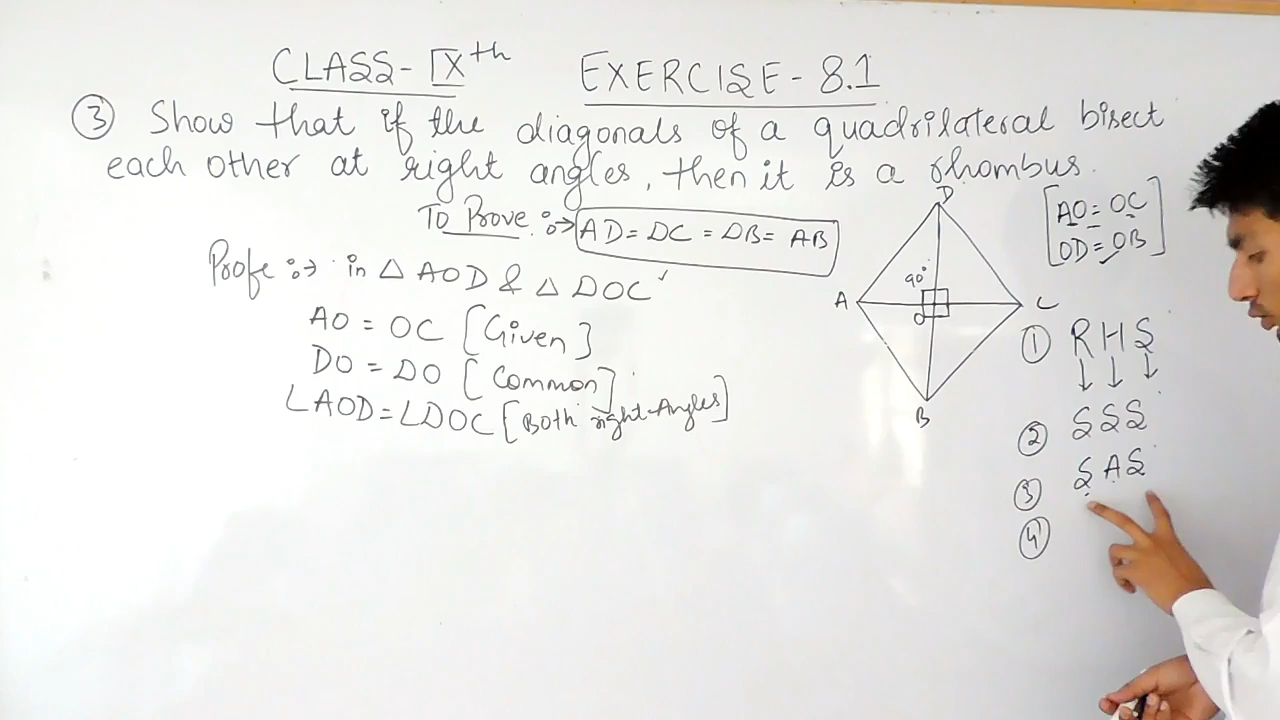 CLASS-IXth EXERCISE-8.1
③ Show that if the diagonals of a quadrilateral bisect
each other at right angles, then it is a rhombus.
To Prove :→ AD=DC=DB=AB
[AO=OC
OD=OB]
Profe :→ in △ AOD & △ DOC ✓
AO = OC [Given]
DO = DO [Common]
∠AOD=∠DOC [Both right-Angles]
D
90°
A
O
C
B
① RHS
↓ ↓ ↓
② SSS
③ SAS
④